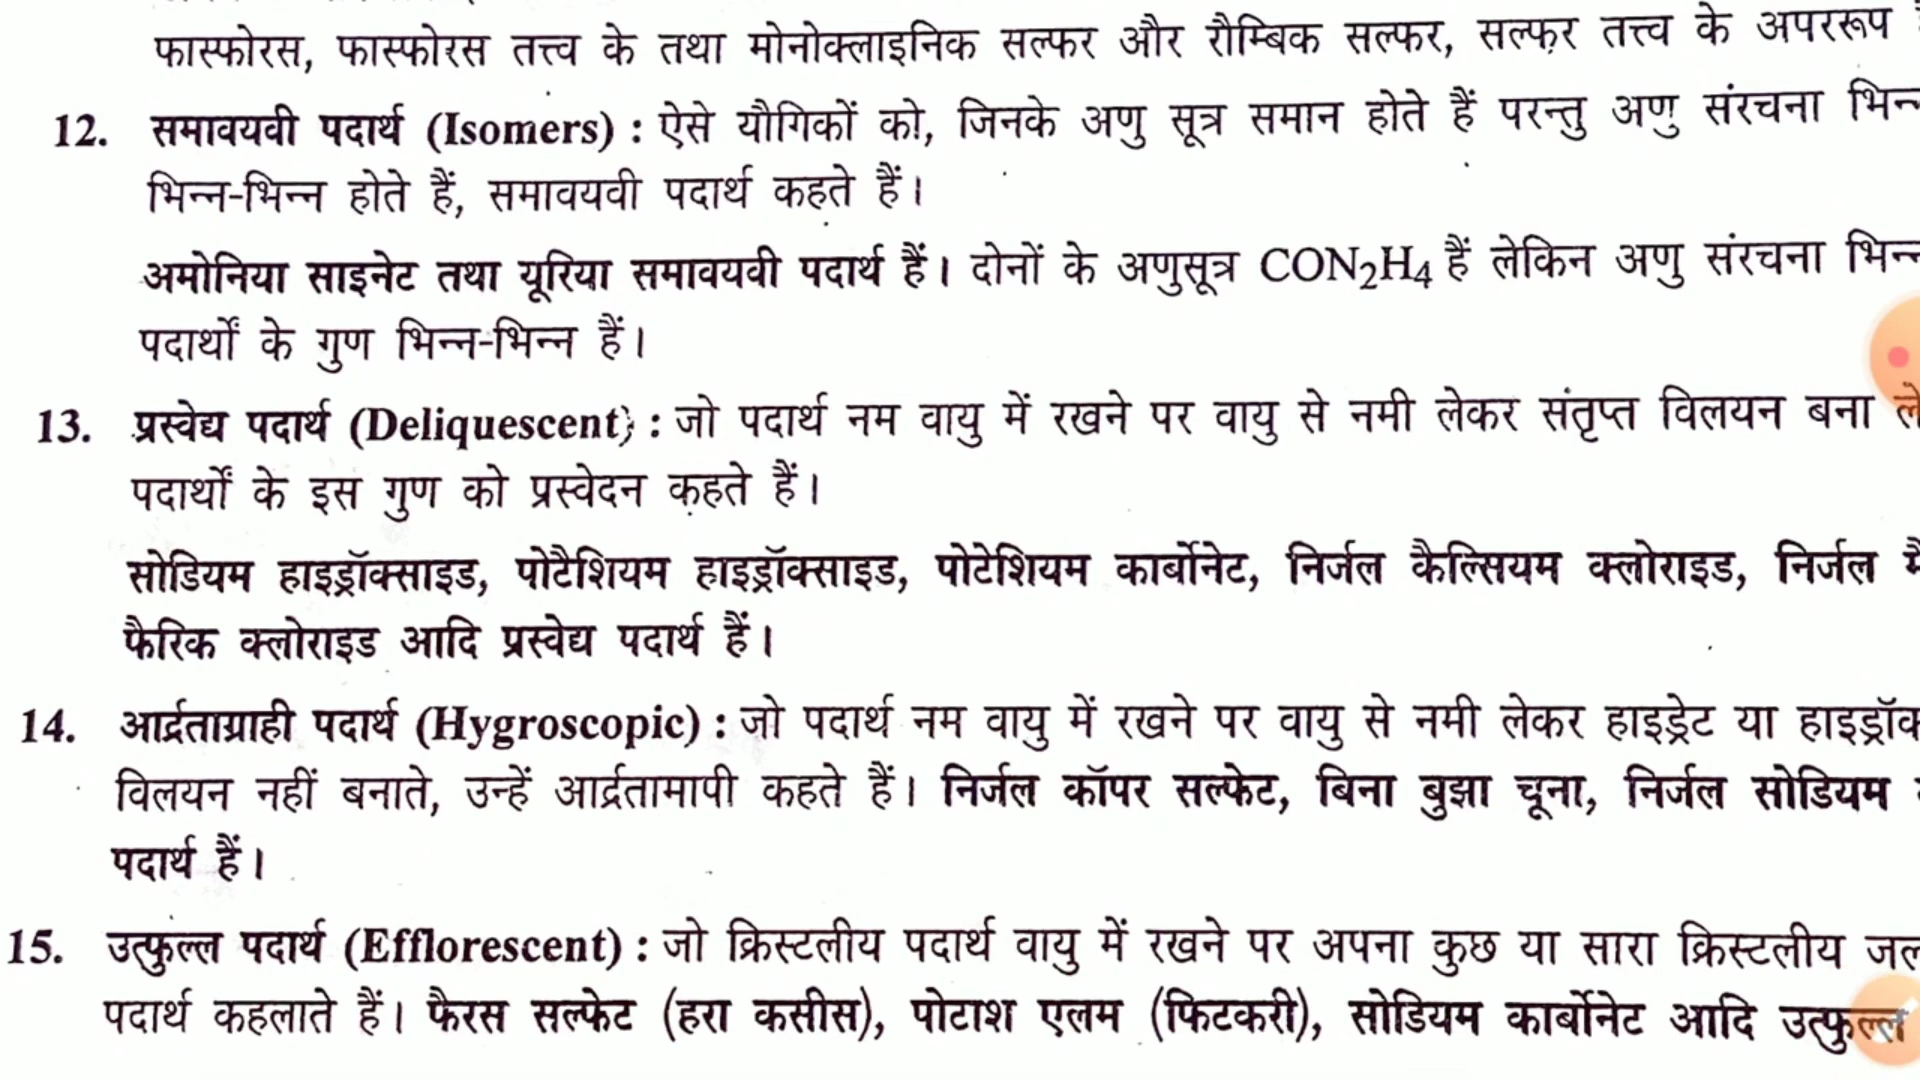 फास्फोरस, फास्फोरस तत्त्व के तथा मोनोक्लाइनिक सल्फर और रौम्बिक सल्फर, सल्फर तत्त्व के अपररूप
12. समावयवी पदार्थ (Isomers) : ऐसे यौगिकों को, जिनके अणु सूत्र समान होते हैं परन्तु अणु संरचना
भिन्न-भिन्न होते हैं, समावयवी पदार्थ कहते हैं।
अमोनिया साइनेट तथा यूरिया समावयवी पदार्थ हैं। दोनों के अणुसूत्र CON₂H₄ हैं लेकिन अणु संरचना
पदार्थों के गुण भिन्न-भिन्न हैं।
13. प्रस्वेद्य पदार्थ (Deliquescent) : जो पदार्थ नम वायु में रखने पर वायु से नमी लेकर संतृप्त विलयन बना
पदार्थों के इस गुण को प्रस्वेदन कहते हैं।
सोडियम हाइड्रॉक्साइड, पोटैशियम हाइड्रॉक्साइड, पोटेशियम कार्बोनेट, निर्जल कैल्सियम क्लोराइड, निर्जल
फैरिक क्लोराइड आदि प्रस्वेद्य पदार्थ हैं।
14. आर्द्रताग्राही पदार्थ (Hygroscopic) : जो पदार्थ नम वायु में रखने पर वायु से नमी लेकर हाइड्रेट या
विलयन नहीं बनाते, उन्हें आर्द्रतामापी कहते हैं। निर्जल कॉपर सल्फेट, बिना बुझा चूना, निर्जल सोडियम
पदार्थ हैं।
15. उत्फुल्ल पदार्थ (Efflorescent) : जो क्रिस्टलीय पदार्थ वायु में रखने पर अपना कुछ या सारा क्रिस्टलीय
पदार्थ कहलाते हैं। फैरस सल्फेट (हरा कसीस), पोटाश एलम (फिटकरी), सोडियम कार्बोनेट आदि उत्फुल्ल